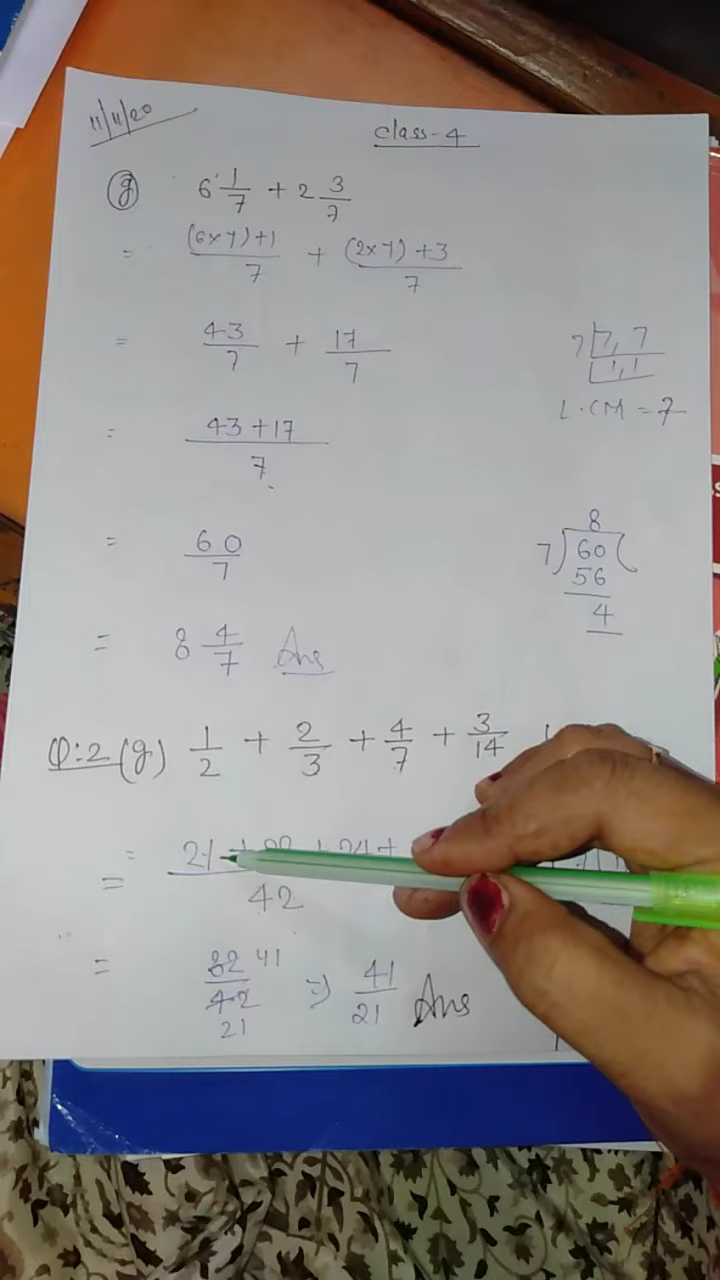 11/11/20
Class-4
(g) 6 1/7 + 2 3/7
= (6×7)+1/7 + (2×7)+3/7
= 43/7 + 17/7
7 | 7, 7
1, 1
L.CM = 7
= 43+17/7
= 60/7
8
7)60(
56
4
= 8 4/7 Ans
Q:2 (g) 1/2 + 2/3 + 4/7 + 3/14
= 21 + + 24 + /42
= 82/42 41/21 ⇒ 41/21 Ans